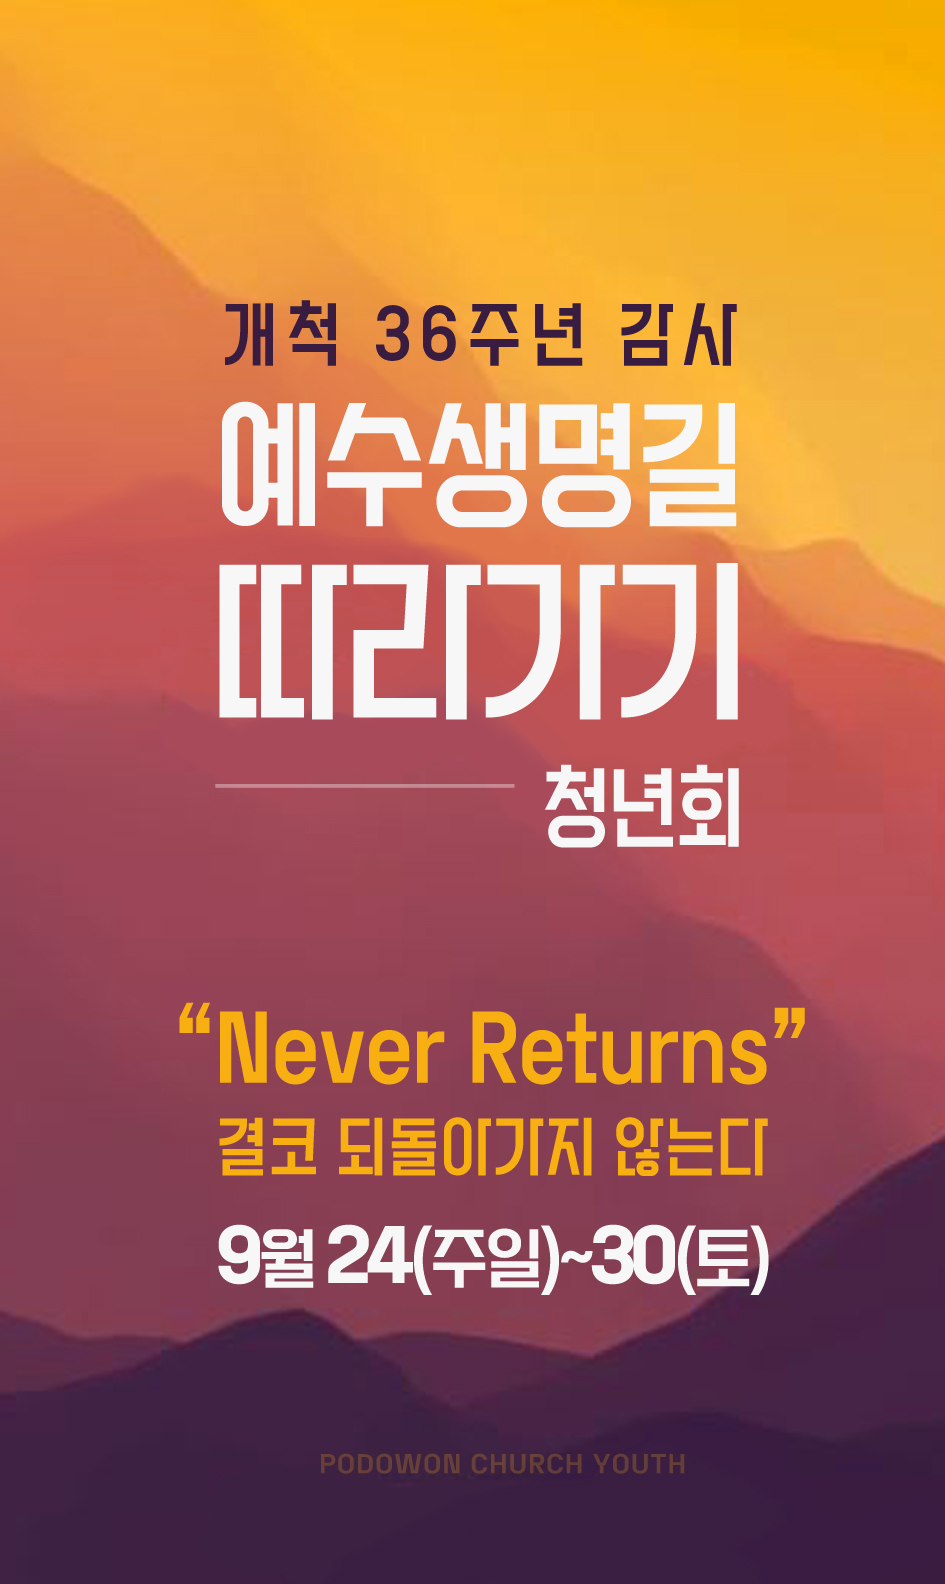 개척 36주년 감사
예수생명길
따라가기
청년회
“Never Returns”
결코 되돌아가지 않는다
9월 24(주일)~30(토)
PODOWON CHURCH YOUTH